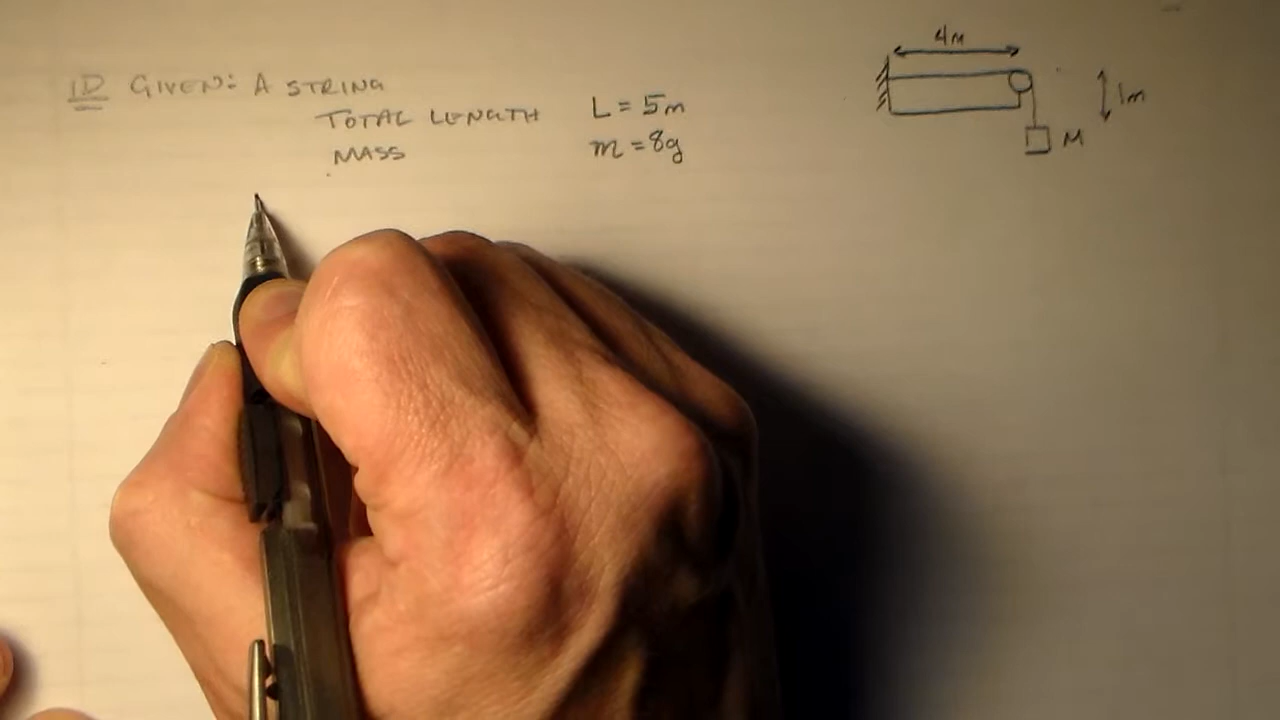 1D GIVEN: A STRING
TOTAL LENGTH L = 5m
MASS m = 8g
4M
1m
M